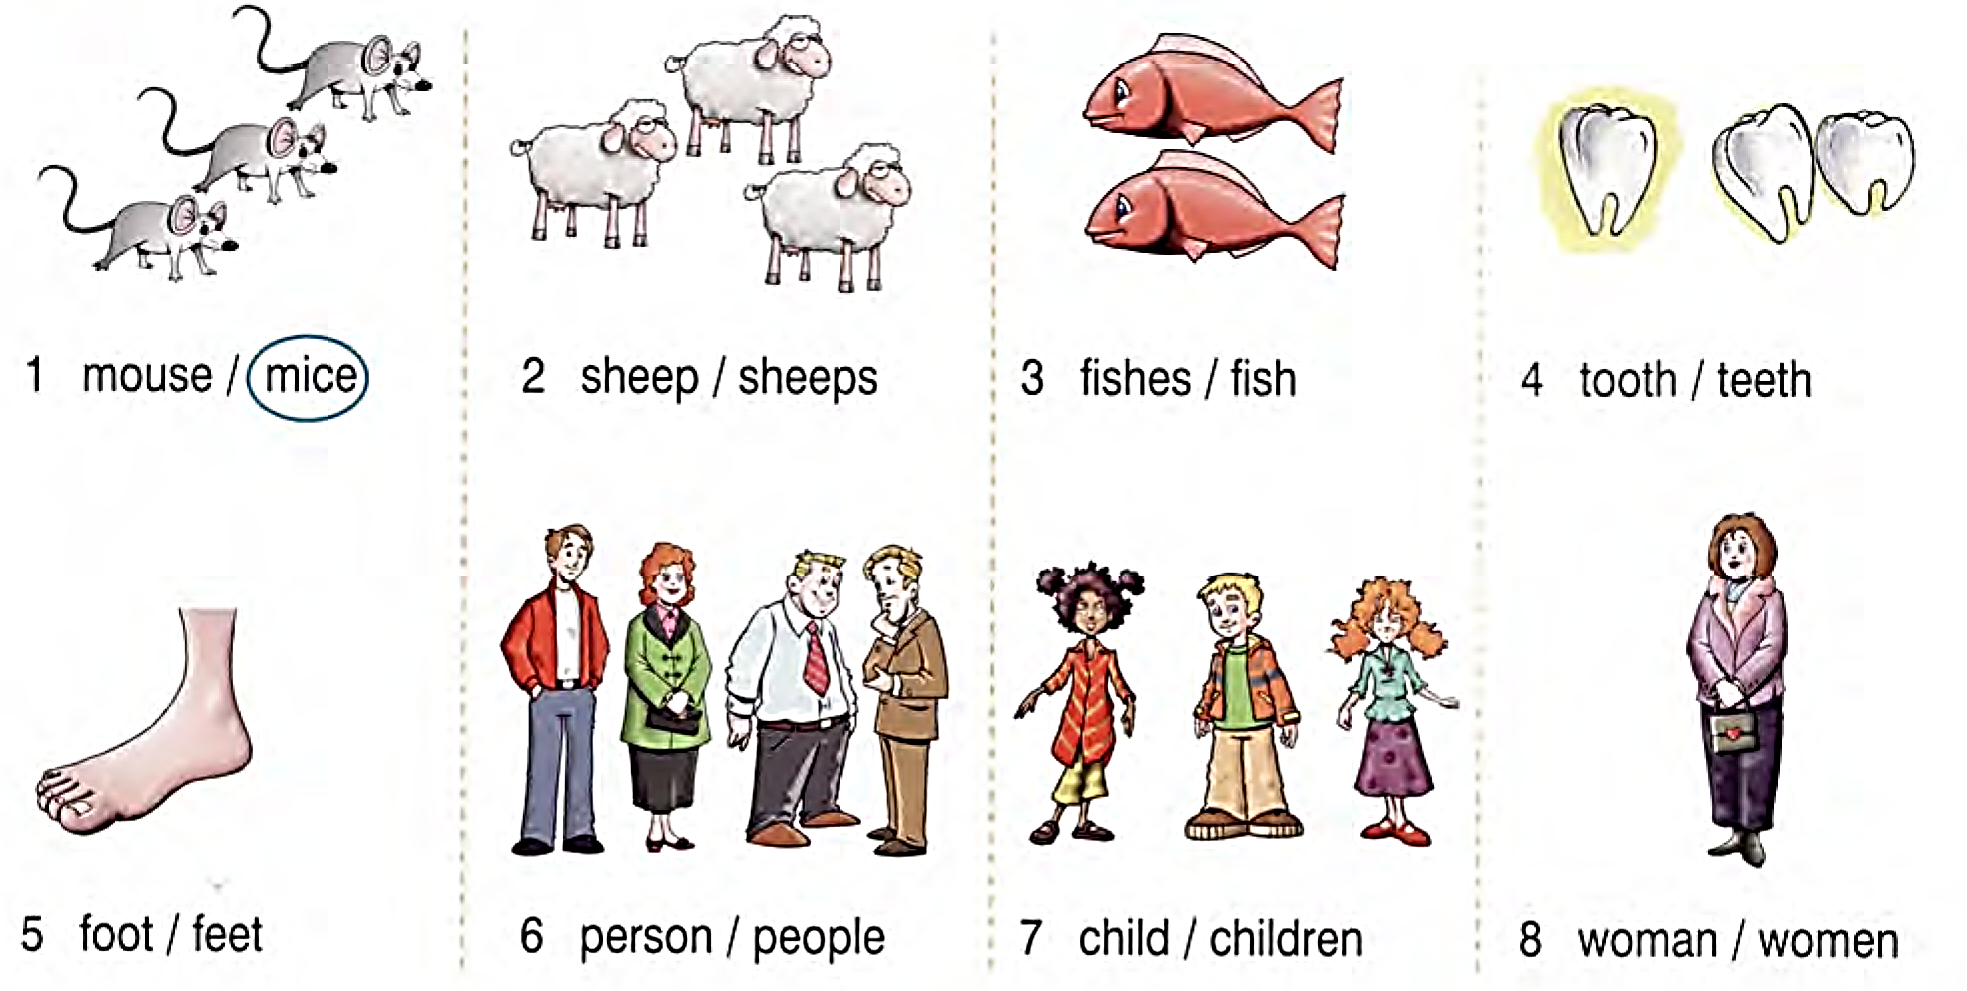 1 mouse / mice
2 sheep / sheeps
3 fishes / fish
4 tooth / teeth
5 foot / feet
6 person / people
7 child / children
8 woman / women